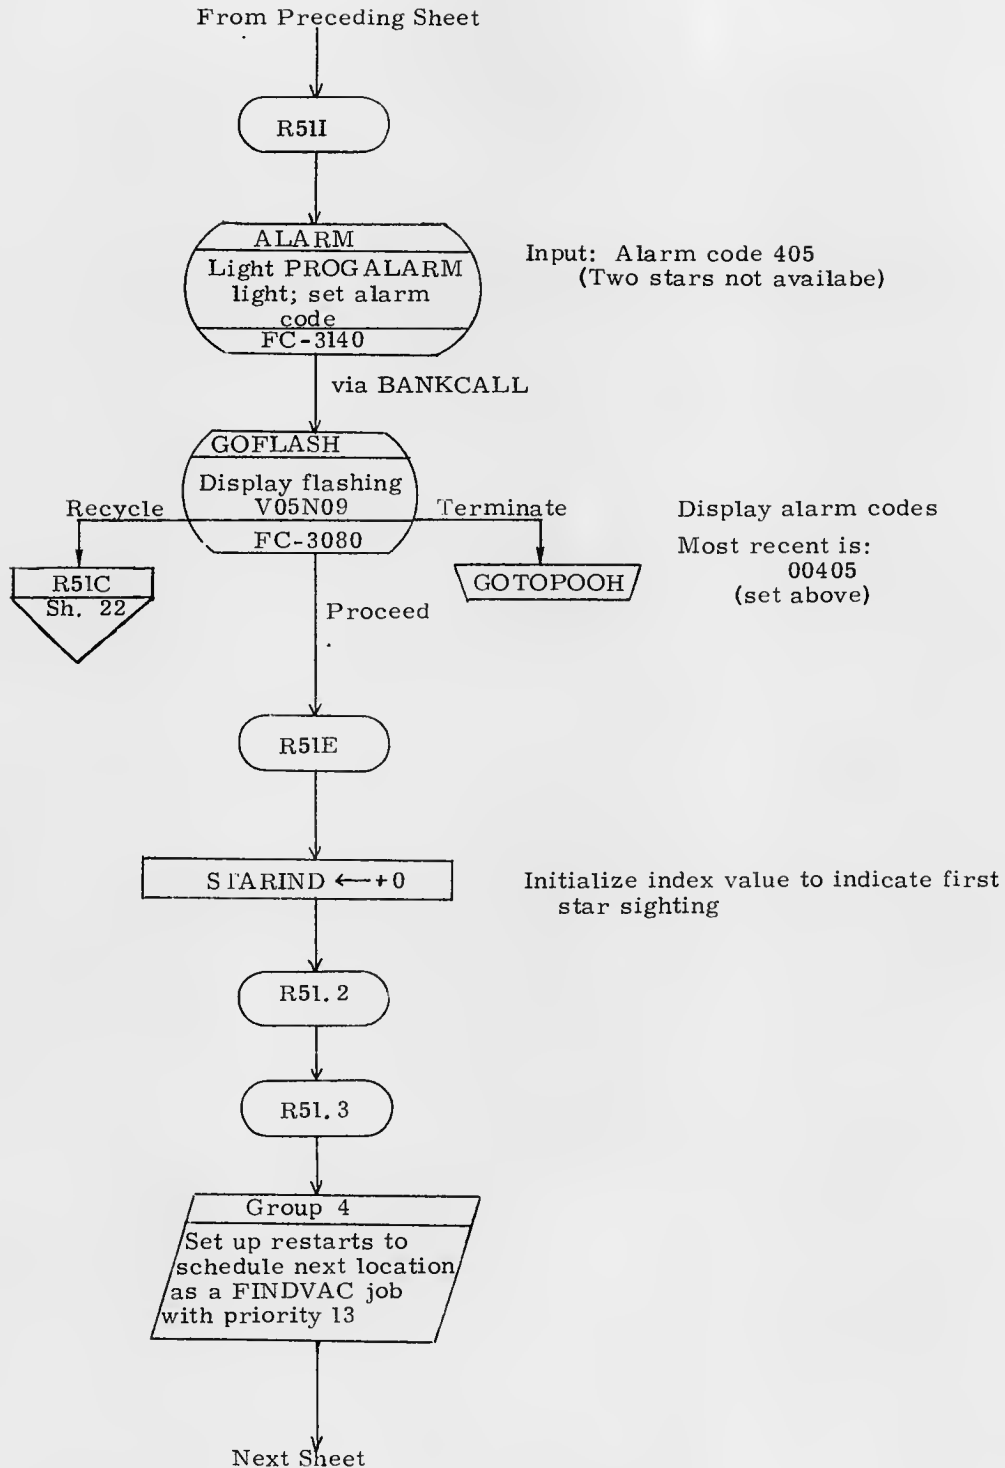 From Preceding Sheet
R51I
ALARM
Light PROGALARM
light; set alarm
code
FC-3140
Input: Alarm code 405
(Two stars not availabe)
via BANKCALL
GOFLASH
Display flashing
V05N09
FC-3080
Recycle
Terminate
R51C
Sh. 22
GOTOPOOH
Display alarm codes
Most recent is:
00405
(set above)
Proceed
R51E
STARIND ← +0
Initialize index value to indicate first
star sighting
R51.2
R51.3
Group 4
Set up restarts to
schedule next location
as a FINDVAC job
with priority 13
Next Sheet